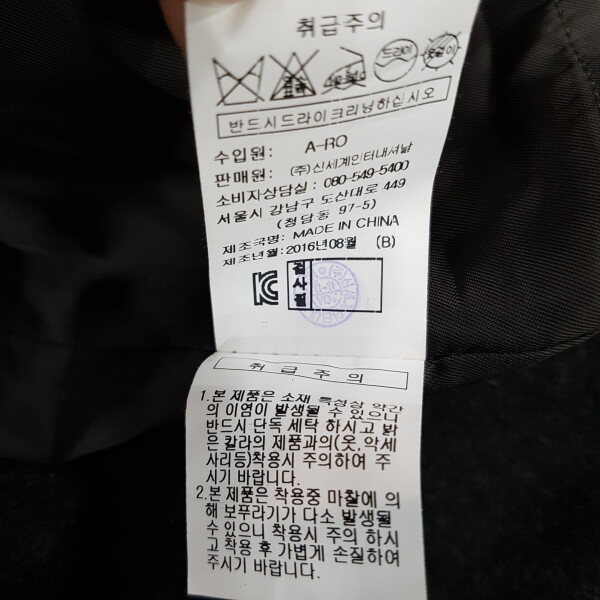 취급주의
드라이
옷걸이
반드시드라이크리닝하십시오
수입원: A-RO
판매원: (주)신세계인터내셔날
소비자상담실: 080-549-5400
서울시 강남구 도산대로 449
(청담동 97-5)
제조국명: MADE IN CHINA
제조년월: 2016년08월 (B)
검사필
취급주의
1.본 제품은 소재 특성상 약간
의 이염이 발생될 수 있으니
반드시 단독 세탁 하시고 밝
은 칼라의 제품과의(옷,악세
사리등)착용시 주의하여 주
시기 바랍니다.
2.본 제품은 착용중 마찰에 의
해 보푸라기가 다소 발생될
수 있으니 착용시 주의 하시
고 착용 후 가볍게 손질하여
주시기 바랍니다.